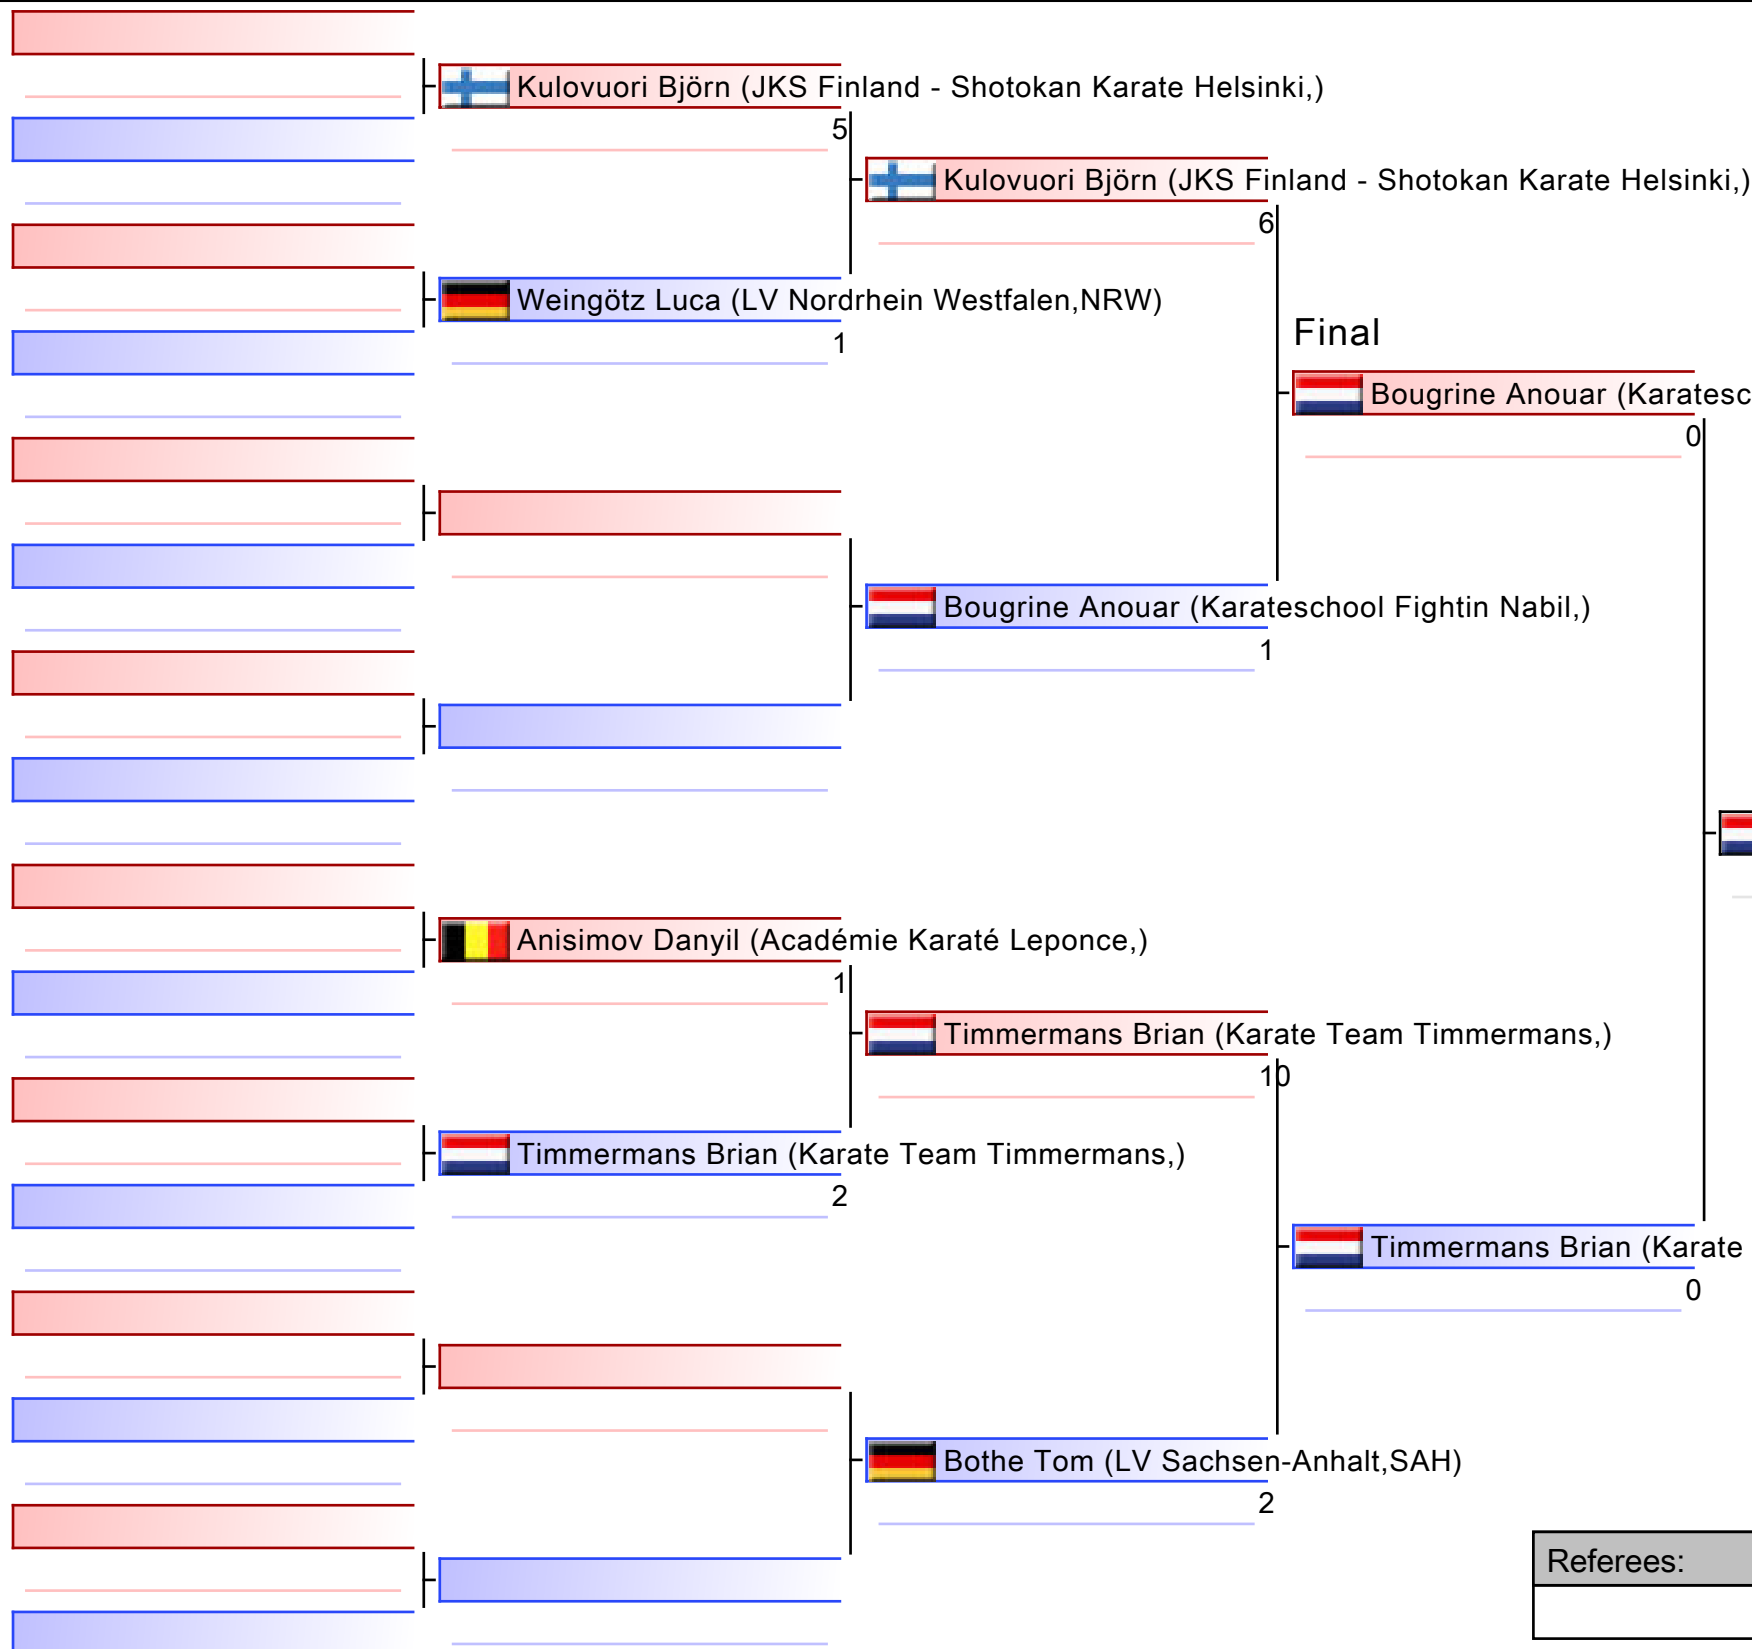 Kulovuori Björn (JKS Finland - Shotokan Karate Helsinki,)
5
Kulovuori Björn (JKS Finland - Shotokan Karate Helsinki,)
6
Weingötz Luca (LV Nordrhein Westfalen,NRW)
1
Final
Bougrine Anouar (Karatesc
0
Bougrine Anouar (Karateschool Fightin Nabil,)
1
Anisimov Danyil (Académie Karaté Leponce,)
1
Timmermans Brian (Karate Team Timmermans,)
10
Timmermans Brian (Karate Team Timmermans,)
2
Timmermans Brian (Karate
0
Bothe Tom (LV Sachsen-Anhalt,SAH)
2
Referees: